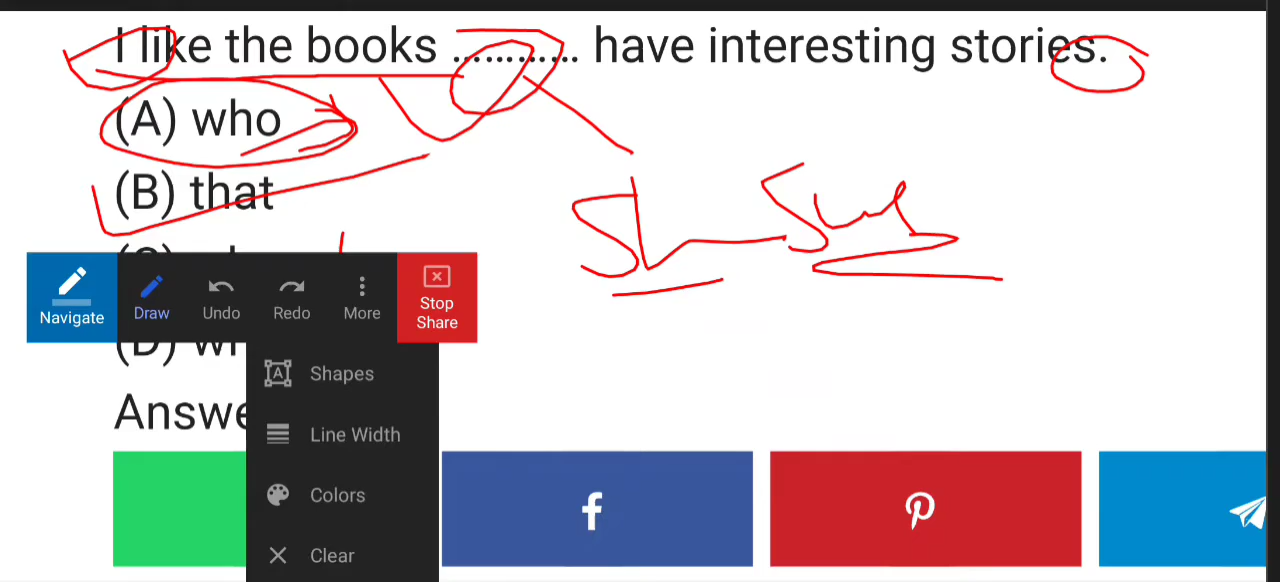 I like the books ............ have interesting stories.
(A) who
(B) that
Navigate
Draw
Undo
Redo
More
Stop
Share
(D)
Shapes
Answe
Line Width
Colors
Clear